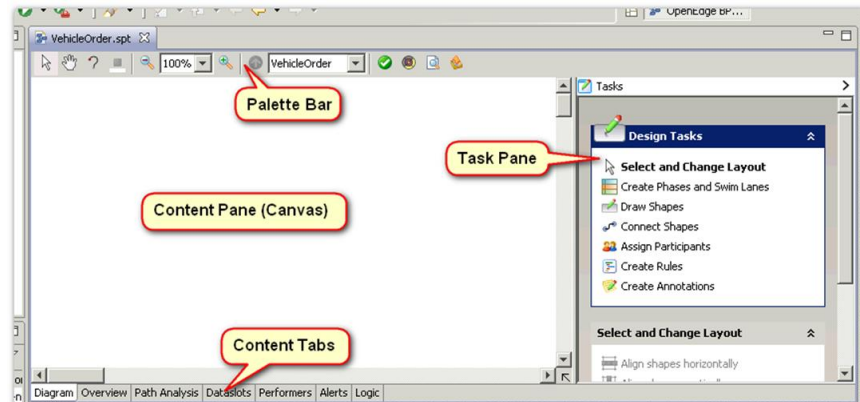 OpenEdge BP...
VehicleOrder.spt
100%
VehicleOrder
Tasks
Palette Bar
Design Tasks
Task Pane
Select and Change Layout
Create Phases and Swim Lanes
Draw Shapes
Content Pane (Canvas)
Connect Shapes
Assign Participants
Create Rules
Create Annotations
Select and Change Layout
Content Tabs
Align shapes horizontally
Diagram Overview Path Analysis Dataslots Performers Alerts Logic